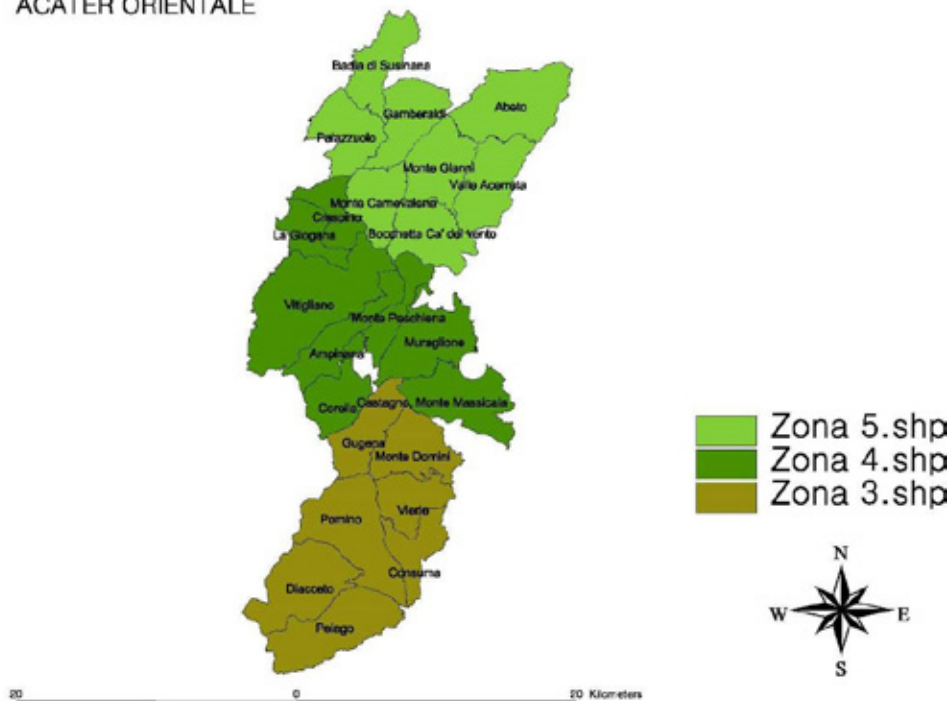 ACATER ORIENTALE
Badia di Susinana
Abeto
Gamberaldi
Palazzuolo
Monte Gianni
Valle Acerreta
Monte Carnevalone
Crespino
La Giogana
Bocchetta Ca' del Vento
Vitigliano
Monte Peschiena
Muraglione
Ampinana
Castagno
Monte Massicaia
Corella
Gugena
Monte Domini
Vierle
Pomino
Consuma
Diacceto
Pelago
Zona 5.shp
Zona 4.shp
Zona 3.shp
N
W
E
S
20
0
20 Kilometers